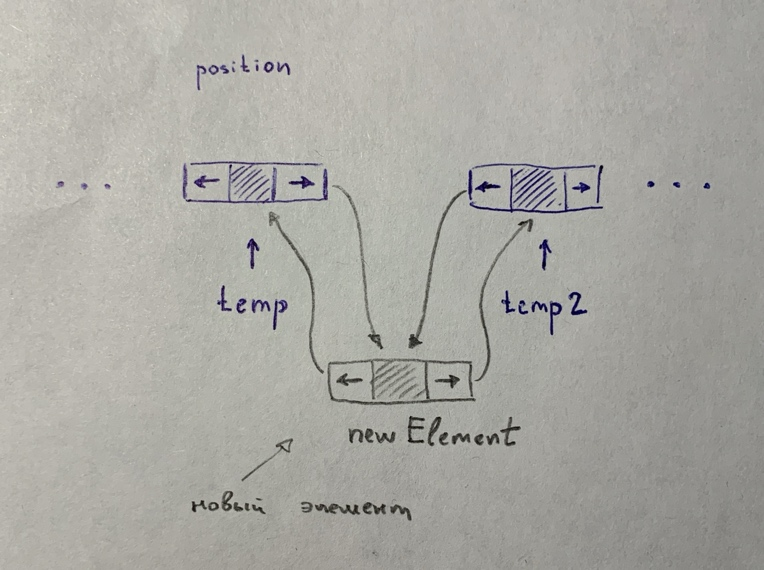 position
temp
temp2
new Element
новый элемент